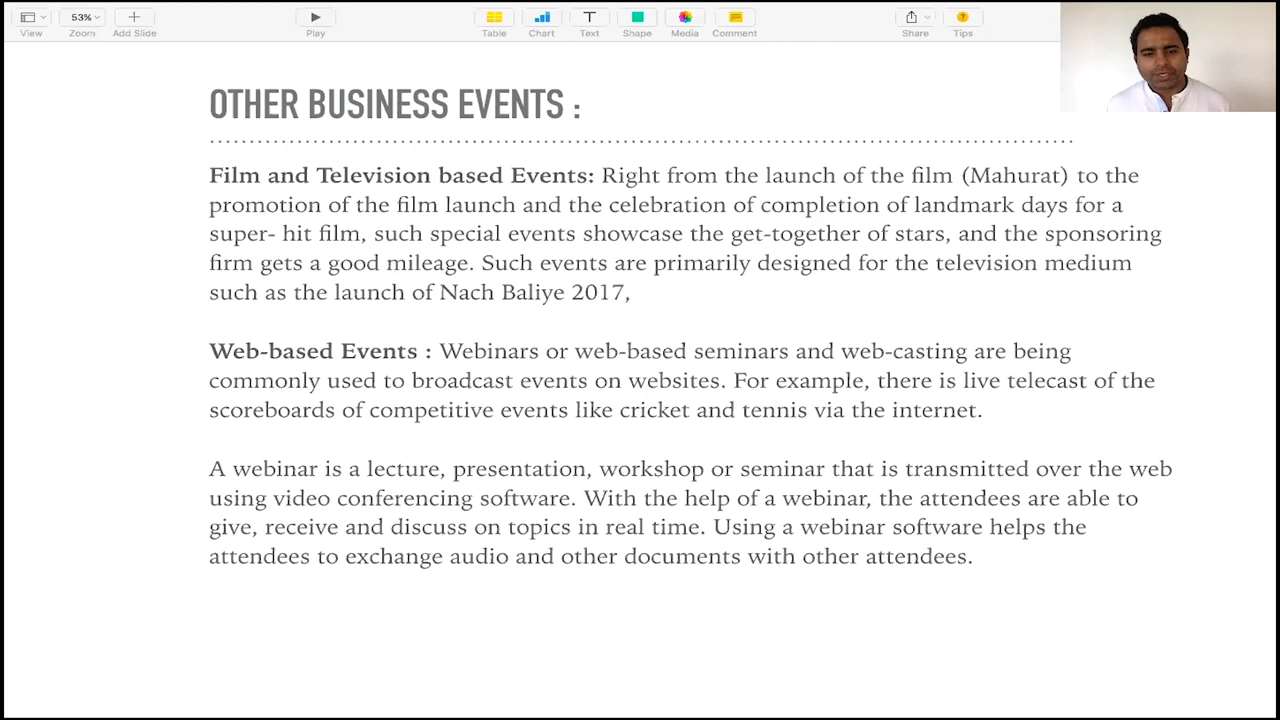 53%
View Zoom Add Slide Play Table Chart Text Shape Media Comment Share Tips
OTHER BUSINESS EVENTS :
Film and Television based Events: Right from the launch of the film (Mahurat) to the
promotion of the film launch and the celebration of completion of landmark days for a
super- hit film, such special events showcase the get-together of stars, and the sponsoring
firm gets a good mileage. Such events are primarily designed for the television medium
such as the launch of Nach Baliye 2017,
Web-based Events : Webinars or web-based seminars and web-casting are being
commonly used to broadcast events on websites. For example, there is live telecast of the
scoreboards of competitive events like cricket and tennis via the internet.
A webinar is a lecture, presentation, workshop or seminar that is transmitted over the web
using video conferencing software. With the help of a webinar, the attendees are able to
give, receive and discuss on topics in real time. Using a webinar software helps the
attendees to exchange audio and other documents with other attendees.